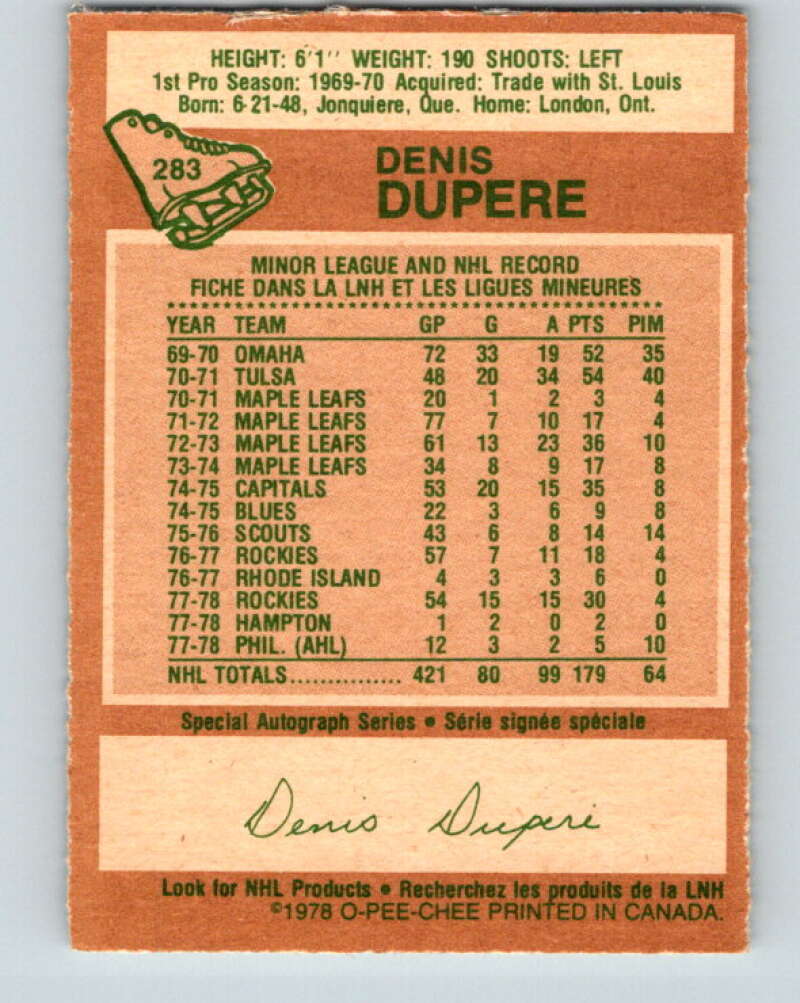 HEIGHT: 6'1'' WEIGHT: 190 SHOOTS: LEFT
1st Pro Season: 1969-70 Acquired: Trade with St. Louis
Born: 6-21-48, Jonquiere, Que. Home: London, Ont.
283
DENIS
DUPERE
MINOR LEAGUE AND NHL RECORD
FICHE DANS LA LNH ET LES LIGUES MINEURES
YEAR TEAM GP G A PTS PIM
69-70 OMAHA 72 33 19 52 35
70-71 TULSA 48 20 34 54 40
70-71 MAPLE LEAFS 20 1 2 3 4
71-72 MAPLE LEAFS 77 7 10 17 4
72-73 MAPLE LEAFS 61 13 23 36 10
73-74 MAPLE LEAFS 34 8 9 17 8
74-75 CAPITALS 53 20 15 35 8
74-75 BLUES 22 3 6 9 8
75-76 SCOUTS 43 6 8 14 14
76-77 ROCKIES 57 7 11 18 4
76-77 RHODE ISLAND 4 3 3 6 0
77-78 ROCKIES 54 15 15 30 4
77-78 HAMPTON 1 2 0 2 0
77-78 PHIL. (AHL) 12 3 2 5 10
NHL TOTALS............... 421 80 99 179 64
Special Autograph Series • Série signée spéciale
Denis Dupere
Look for NHL Products • Recherchez les produits de la LNH
©1978 O-PEE-CHEE PRINTED IN CANADA.